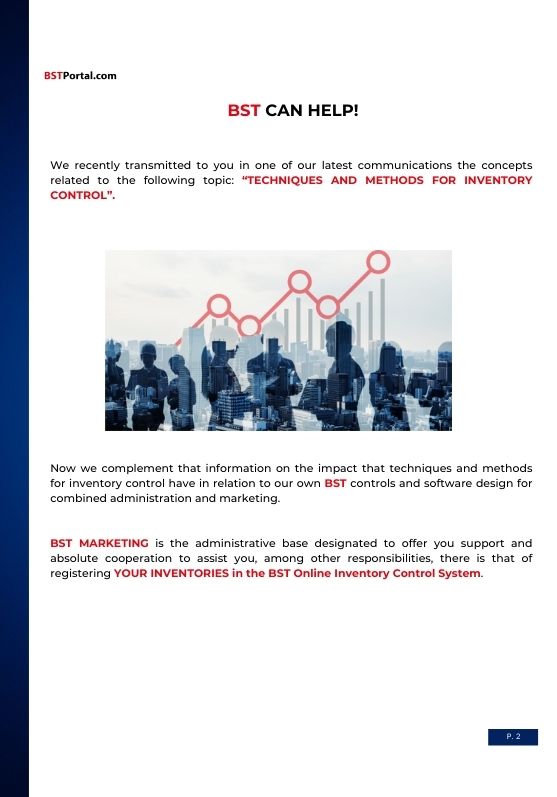 BSTPortal.com
BST CAN HELP!
We recently transmitted to you in one of our latest communications the concepts
related to the following topic: “TECHNIQUES AND METHODS FOR INVENTORY
CONTROL”.
Now we complement that information on the impact that techniques and methods
for inventory control have in relation to our own BST controls and software design for
combined administration and marketing.
BST MARKETING is the administrative base designated to offer you support and
absolute cooperation to assist you, among other responsibilities, there is that of
registering YOUR INVENTORIES in the BST Online Inventory Control System.
P. 2